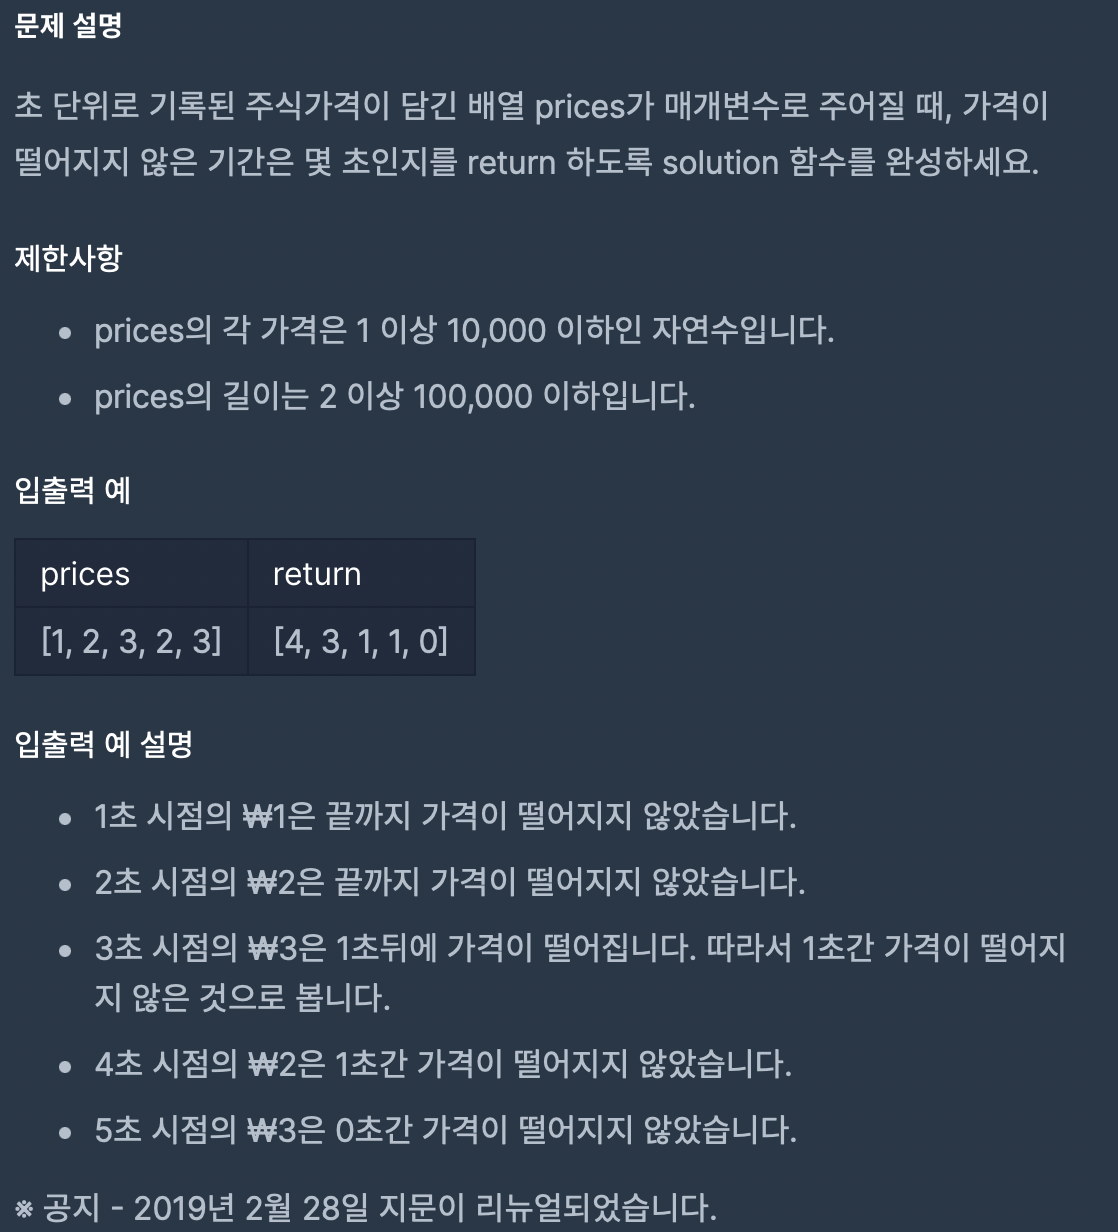 문제 설명
초 단위로 기록된 주식가격이 담긴 배열 prices가 매개변수로 주어질 때, 가격이
떨어지지 않은 기간은 몇 초인지를 return 하도록 solution 함수를 완성하세요.
제한사항
• prices의 각 가격은 1 이상 10,000 이하인 자연수입니다.
• prices의 길이는 2 이상 100,000 이하입니다.
입출력 예
prices return
[1, 2, 3, 2, 3] [4, 3, 1, 1, 0]
입출력 예 설명
• 1초 시점의 ₩1은 끝까지 가격이 떨어지지 않았습니다.
• 2초 시점의 ₩2은 끝까지 가격이 떨어지지 않았습니다.
• 3초 시점의 ₩3은 1초뒤에 가격이 떨어집니다. 따라서 1초간 가격이 떨어지
지 않은 것으로 봅니다.
• 4초 시점의 ₩2은 1초간 가격이 떨어지지 않았습니다.
• 5초 시점의 ₩3은 0초간 가격이 떨어지지 않았습니다.
※ 공지 - 2019년 2월 28일 지문이 리뉴얼되었습니다.